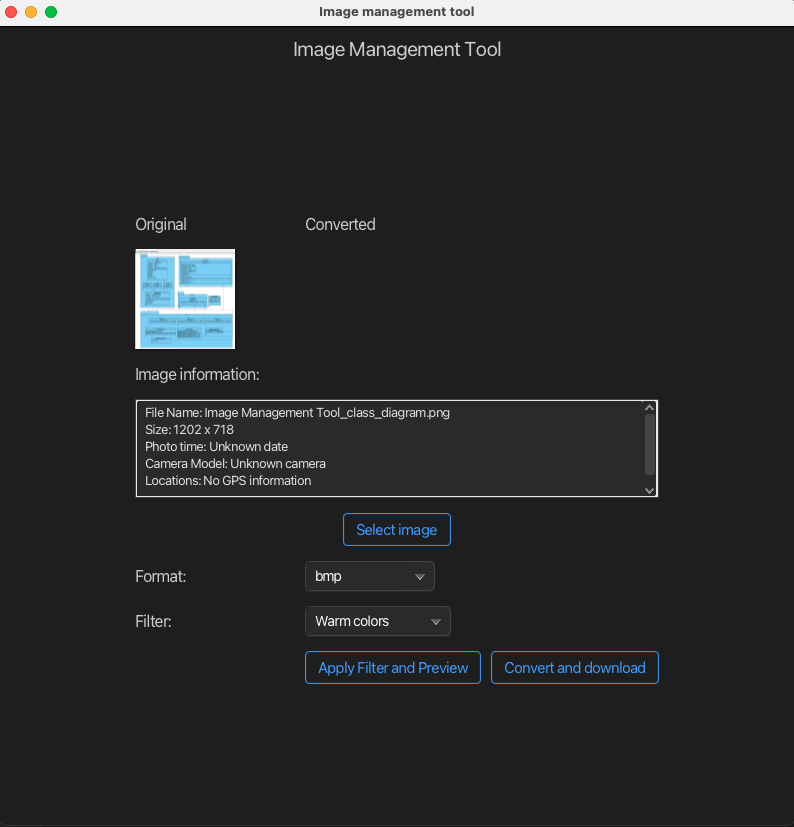 Image management tool
Image Management Tool
Original
Converted
Image information:
File Name: Image Management Tool_class_diagram.png
Size: 1202 x 718
Photo time: Unknown date
Camera Model: Unknown camera
Locations: No GPS information
Select image
Format:
bmp
Filter:
Warm colors
Apply Filter and Preview
Convert and download